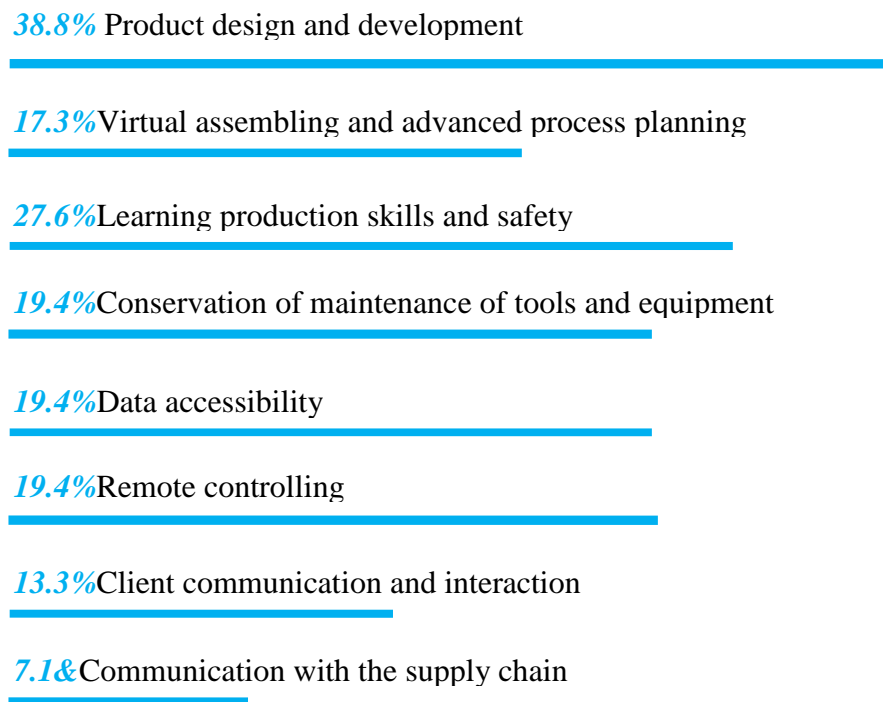 38.8% Product design and development
17.3%Virtual assembling and advanced process planning
27.6%Learning production skills and safety
19.4%Conservation of maintenance of tools and equipment
19.4%Data accessibility
19.4%Remote controlling
13.3%Client communication and interaction
7.1&Communication with the supply chain